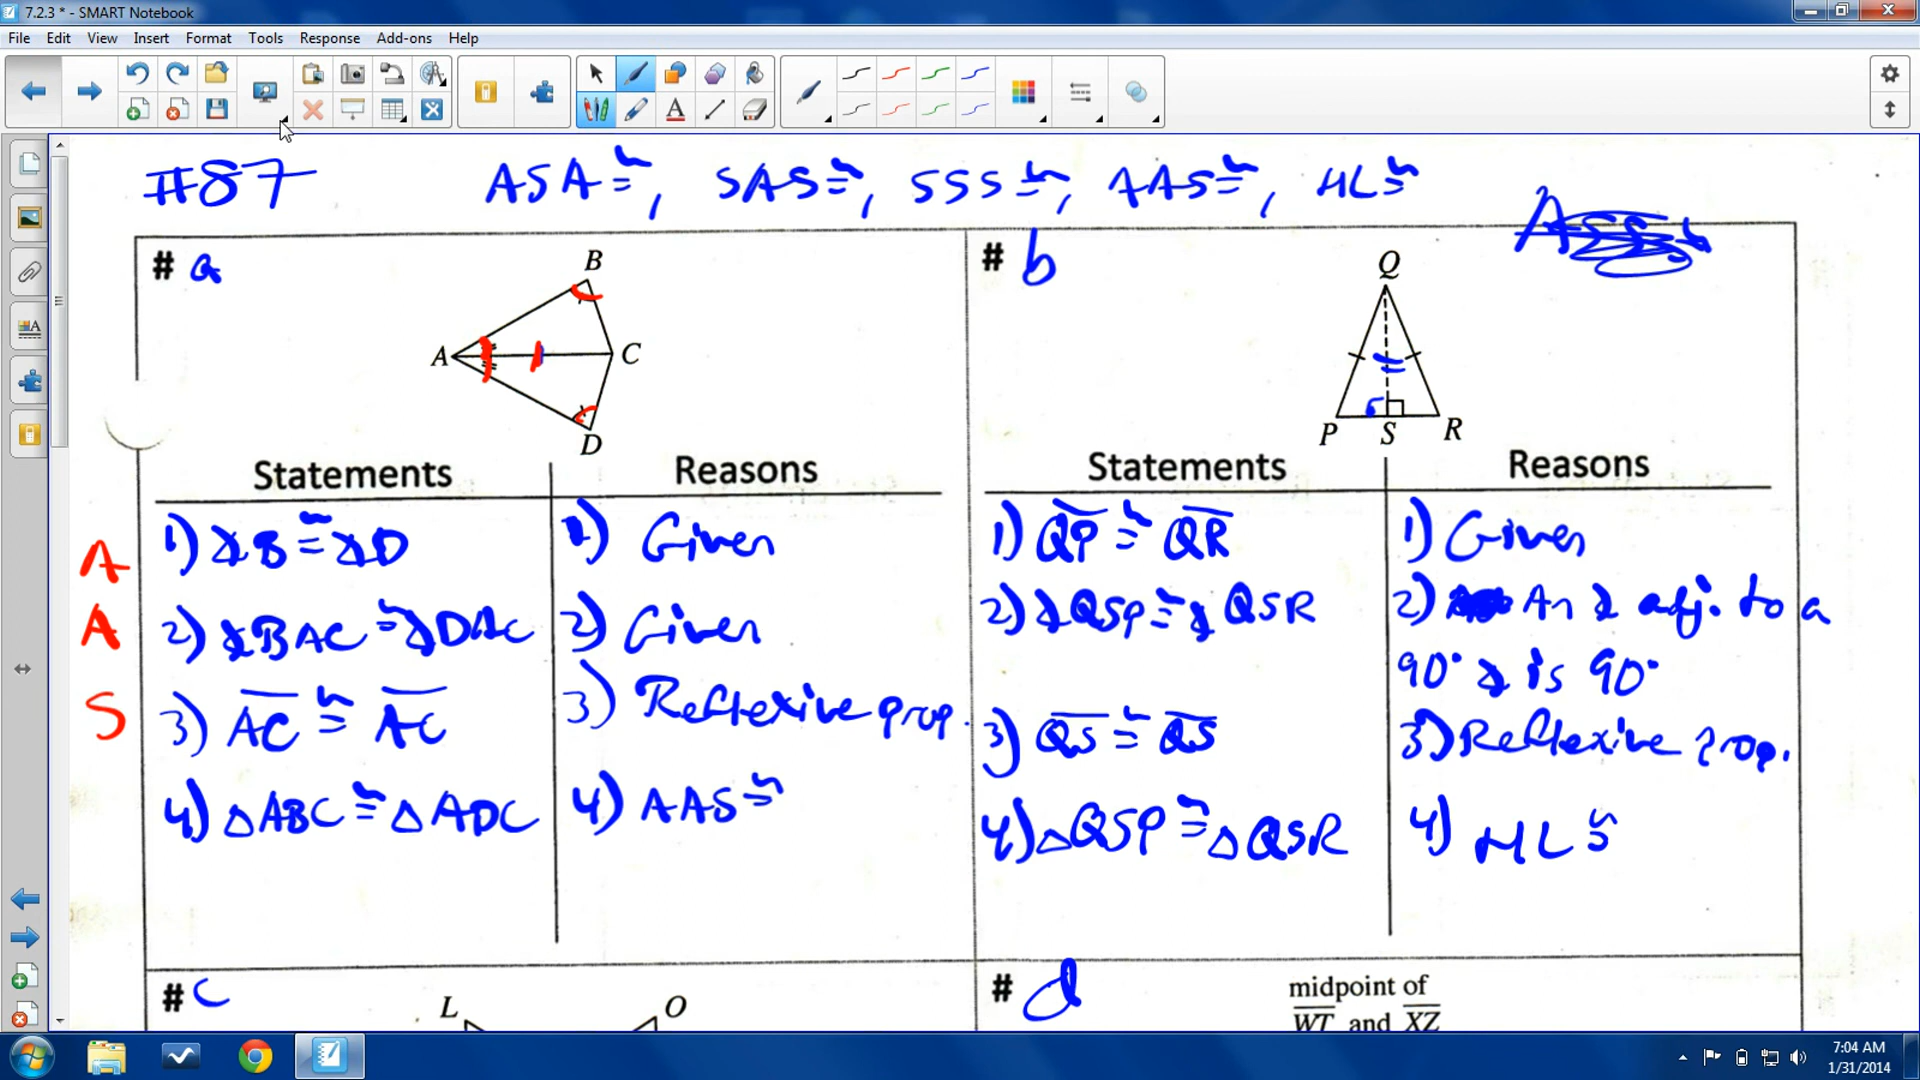 7.2.3 * - SMART Notebook
File Edit View Insert Format Tools Response Add-ons Help
#87 ASA≅, SAS≅, SSS≅, AAS≅, HL≅
# a
B
A
C
D
Statements Reasons
1) ∡B ≅ ∡D 1) Given
2) ∡BAC ≅ ∡DAC 2) Given
3) AC ≅ AC 3) Reflexive prop.
4) △ABC ≅ △ADC 4) AAS≅
A
A
S
# b
Q
P S R
Statements Reasons
1) QP ≅ QR 1) Given
2) ∡QSP ≅ ∡QSR 2) An ∡ adj. to a
90° ∡ is 90°
3) QS ≅ QS 3) Reflexive prop.
4) △QSP ≅ △QSR 4) HL ≅
# c
L O
# d
midpoint of
WT and XZ
7:04 AM
1/31/2014